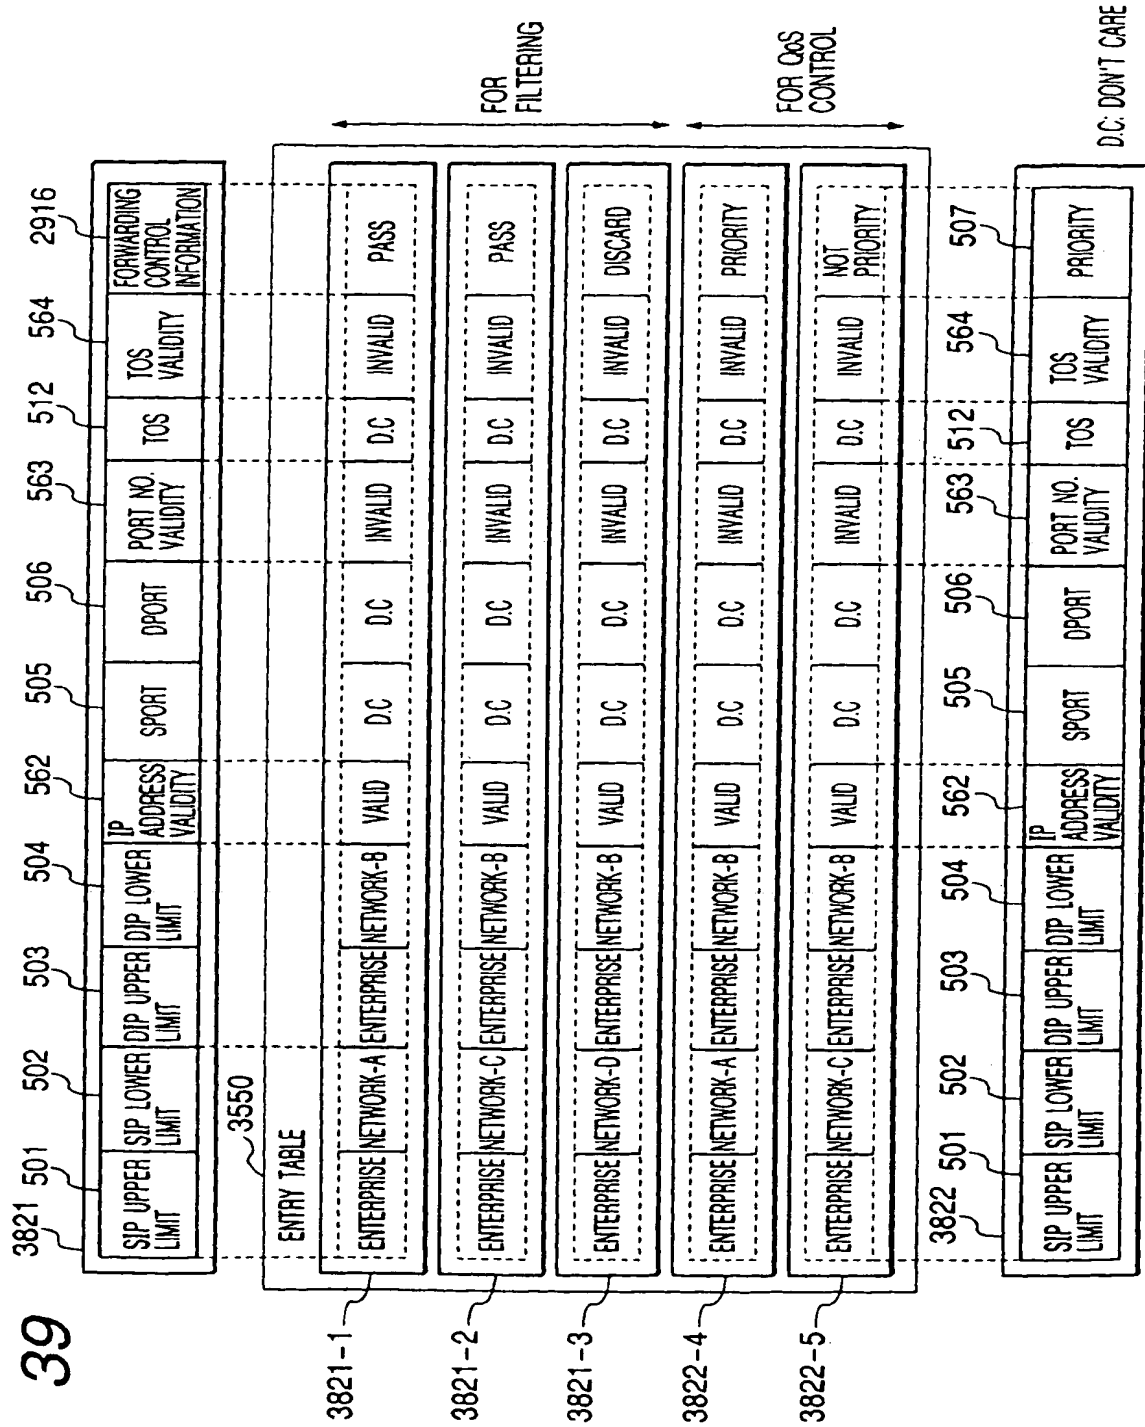 39
3821
501
502
503
504
562
505
506
563
512
564
2916
SIP UPPER
LIMIT
SIP LOWER
LIMIT
DIP UPPER
LIMIT
DIP LOWER
LIMIT
IP
ADDRESS
VALIDITY
SPORT
DPORT
PORT NO.
VALIDITY
TOS
TOS
VALIDITY
FORWARDING
CONTROL
INFORMATION
3550
ENTRY TABLE
3821-1
ENTERPRISE
NETWORK-A
ENTERPRISE
NETWORK-B
VALID
D.C
D.C
INVALID
D.C
INVALID
PASS
3821-2
ENTERPRISE
NETWORK-C
ENTERPRISE
NETWORK-B
VALID
D.C
D.C
INVALID
D.C
INVALID
PASS
3821-3
ENTERPRISE
NETWORK-D
ENTERPRISE
NETWORK-B
VALID
D.C
D.C
INVALID
D.C
INVALID
DISCARD
FOR
FILTERING
3822-4
ENTERPRISE
NETWORK-A
ENTERPRISE
NETWORK-B
VALID
D.C
D.C
INVALID
D.C
INVALID
PRIORITY
3822-5
ENTERPRISE
NETWORK-C
ENTERPRISE
NETWORK-B
VALID
D.C
D.C
INVALID
D.C
INVALID
NOT
PRIORITY
FOR QoS
CONTROL
3822
501
502
503
504
562
505
506
563
512
564
507
SIP UPPER
LIMIT
SIP LOWER
LIMIT
DIP UPPER
LIMIT
DIP LOWER
LIMIT
IP
ADDRESS
VALIDITY
SPORT
DPORT
PORT NO.
VALIDITY
TOS
TOS
VALIDITY
PRIORITY
D.C: DON'T CARE